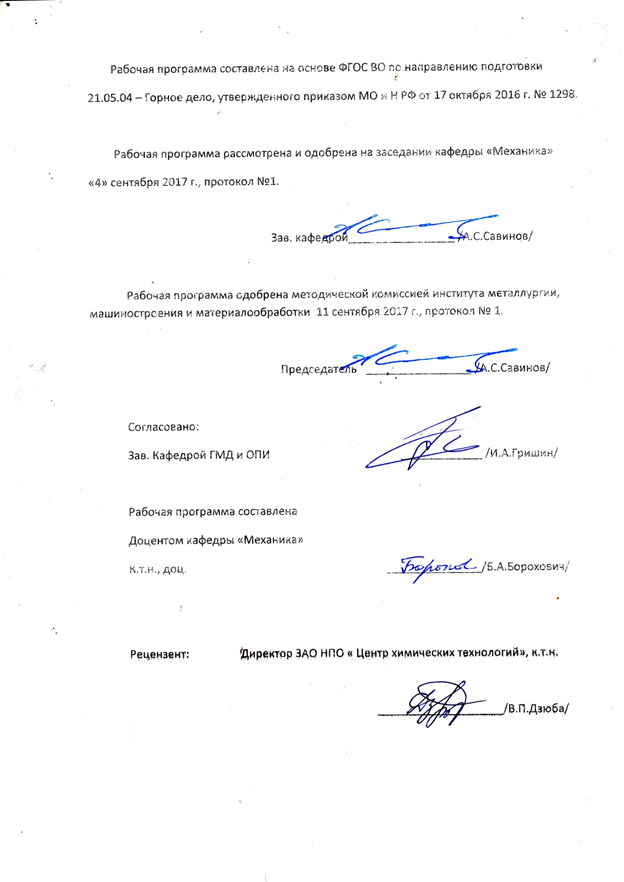 Рабочая программа составлена на основе ФГОС ВО по направлению подготовки
21.05.04 – Горное дело, утвержденного приказом МО и Н РФ от 17 октября 2016 г. № 1298.
Рабочая программа рассмотрена и одобрена на заседании кафедры «Механика»
«4» сентября 2017 г., протокол №1.
Зав. кафедрой /А.С.Савинов/
Рабочая программа одобрена методической комиссией института металлургии,
машиностроения и материалообработки 11 сентября 2017 г., протокол № 1.
Председатель /А.С.Савинов/
Согласовано:
Зав. Кафедрой ГМД и ОПИ /И.А.Гришин/
Рабочая программа составлена
Доцентом кафедры «Механика»
к.т.н., доц. /Б.А.Борохович/
Рецензент: Директор ЗАО НПО « Центр химических технологий», к.т.н.
/В.П.Дзюба/